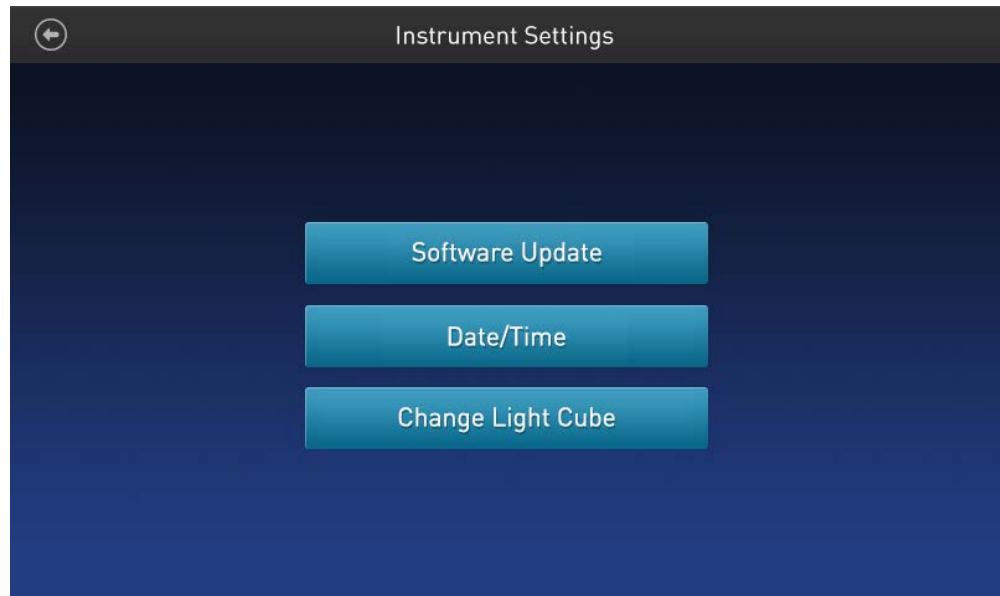 Instrument Settings
Software Update
Date/Time
Change Light Cube